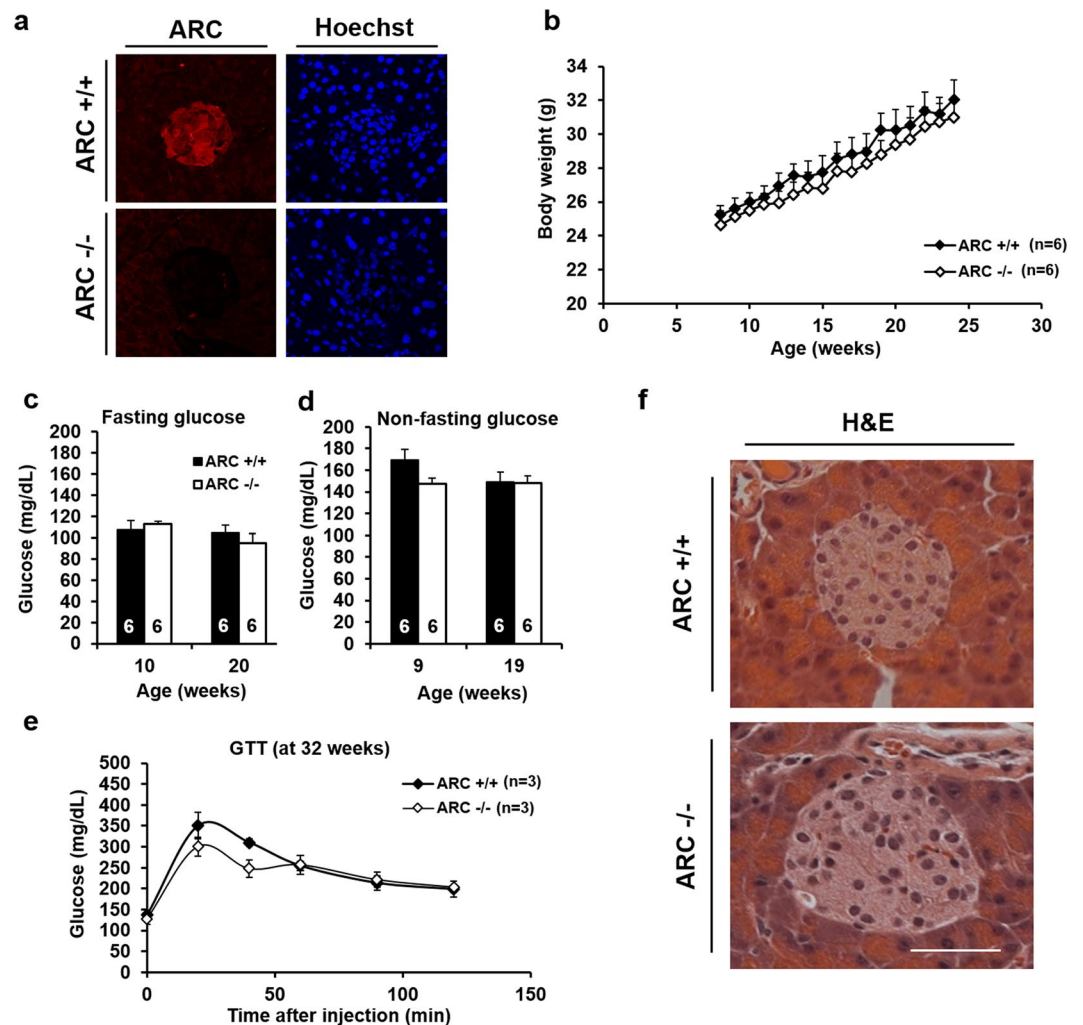 a
ARC
Hoechst
ARC +/+
ARC -/-
b
Body weight (g)
34
32
30
28
26
24
22
20
0
5
10
15
20
25
30
Age (weeks)
ARC +/+ (n=6)
ARC -/- (n=6)
c
Fasting glucose
Glucose (mg/dL)
200
180
160
140
120
100
80
60
40
20
0
ARC +/+
ARC -/-
6 6 6 6
10 20
Age (weeks)
d
Non-fasting glucose
Glucose (mg/dL)
200
180
160
140
120
100
80
60
40
20
0
6 6 6 6
9 19
Age (weeks)
e
GTT (at 32 weeks)
Glucose (mg/dL)
500
450
400
350
300
250
200
150
100
50
0
0 50 100 150
Time after injection (min)
ARC +/+ (n=3)
ARC -/- (n=3)
f
H&E
ARC +/+
ARC -/-